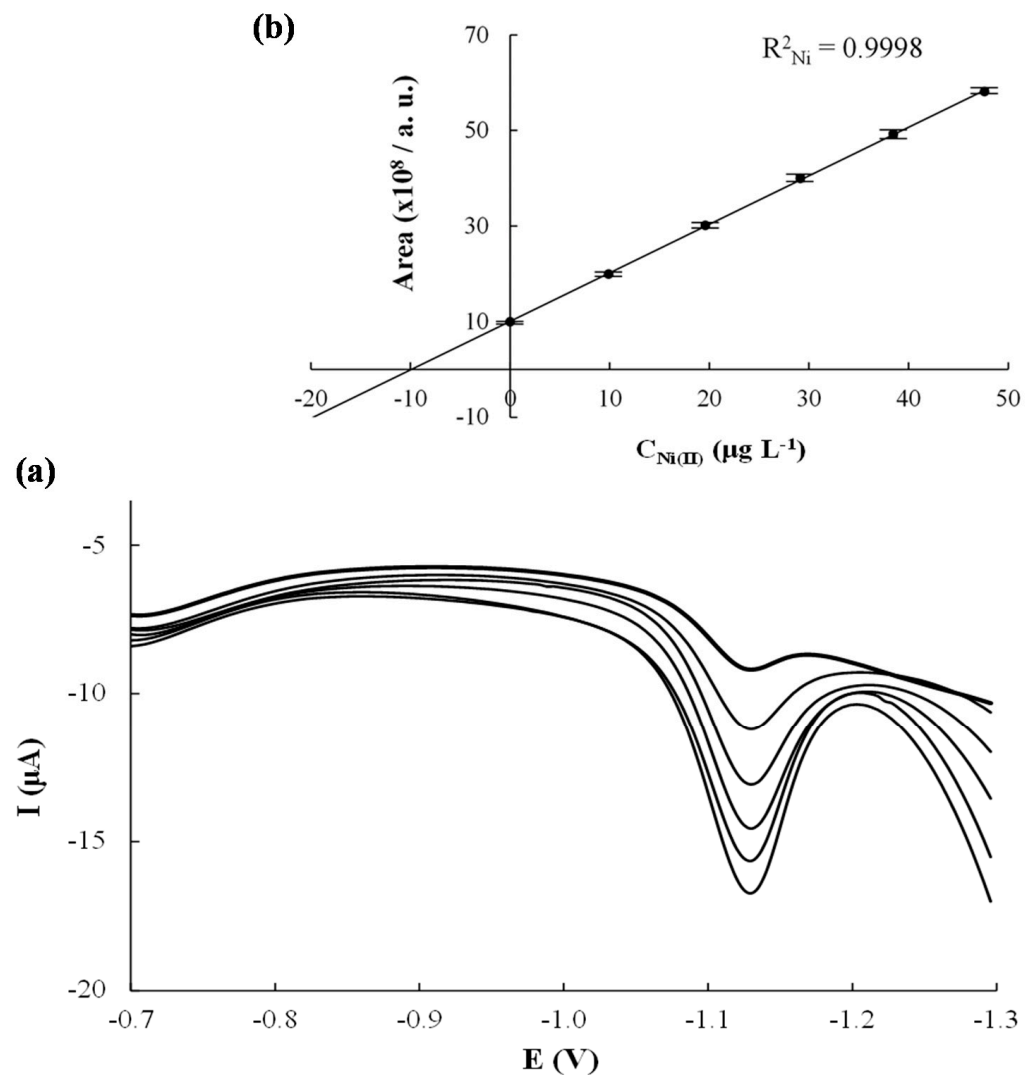 (b)
70
50
30
10
-10
R²Ni = 0.9998
Area (x10⁸ / a. u.)
-20 -10 0 10 20 30 40 50
CNi(II) (µg L⁻¹)
(a)
-5
-10
-15
-20
I (µA)
-0.7 -0.8 -0.9 -1.0 -1.1 -1.2 -1.3
E (V)